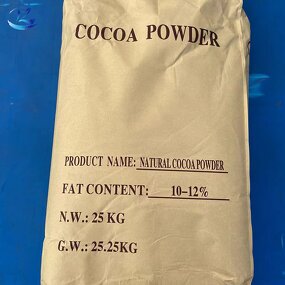 COCOA POWDER
PRODUCT NAME: NATURAL COCOA POWDER
FAT CONTENT: 10-12%
N.W.: 25 KG
G.W.: 25.25KG